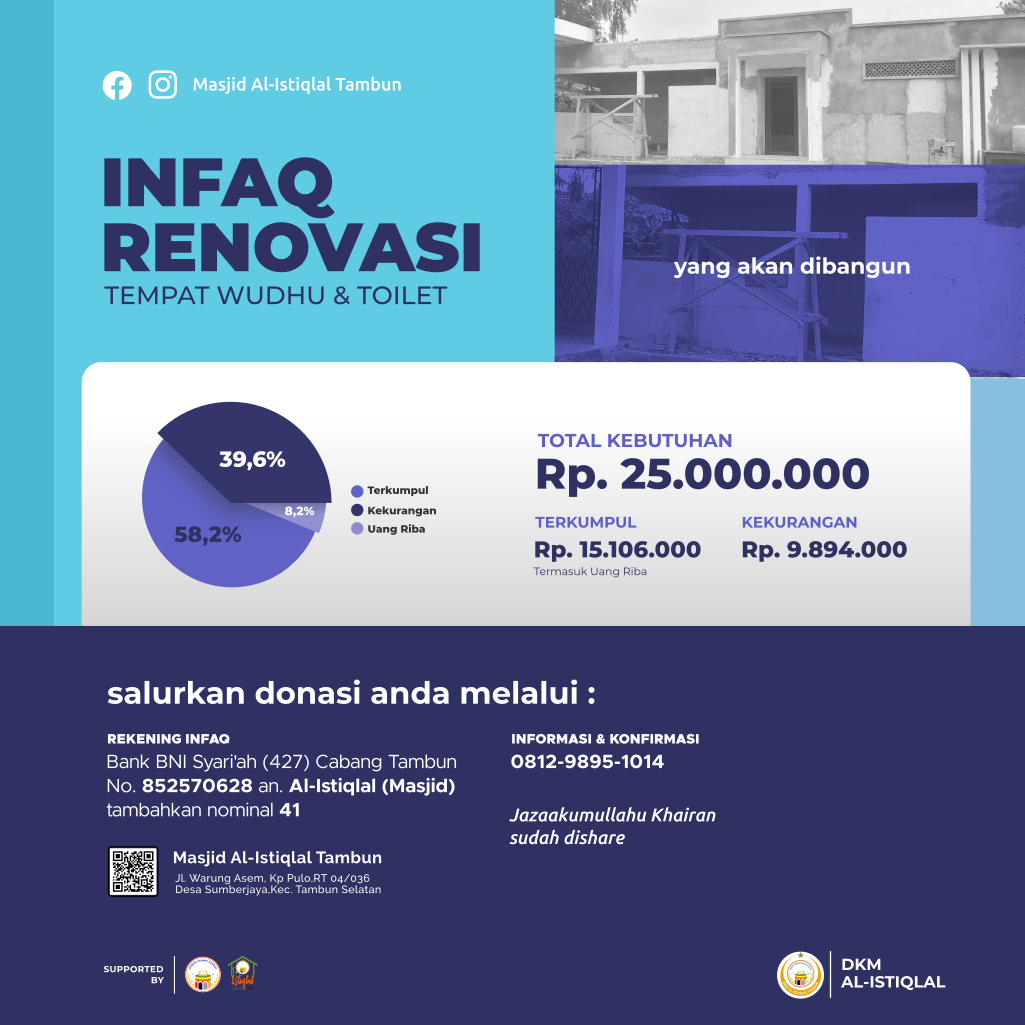 Masjid Al-Istiqlal Tambun
INFAQ
RENOVASI
TEMPAT WUDHU & TOILET
yang akan dibangun
39,6%
8,2%
58,2%
Terkumpul
Kekurangan
Uang Riba
TOTAL KEBUTUHAN
Rp. 25.000.000
TERKUMPUL
Rp. 15.106.000
Termasuk Uang Riba
KEKURANGAN
Rp. 9.894.000
salurkan donasi anda melalui :
REKENING INFAQ
Bank BNI Syari'ah (427) Cabang Tambun
No. 852570628 an. Al-Istiqlal (Masjid)
tambahkan nominal 41
INFORMASI & KONFIRMASI
0812-9895-1014
Jazaakumullahu Khairan
sudah dishare
Masjid Al-Istiqlal Tambun
Jl. Warung Asem, Kp Pulo,RT 04/036
Desa Sumberjaya,Kec. Tambun Selatan
SUPPORTED
BY
Istiqlal
DKM
AL-ISTIQLAL